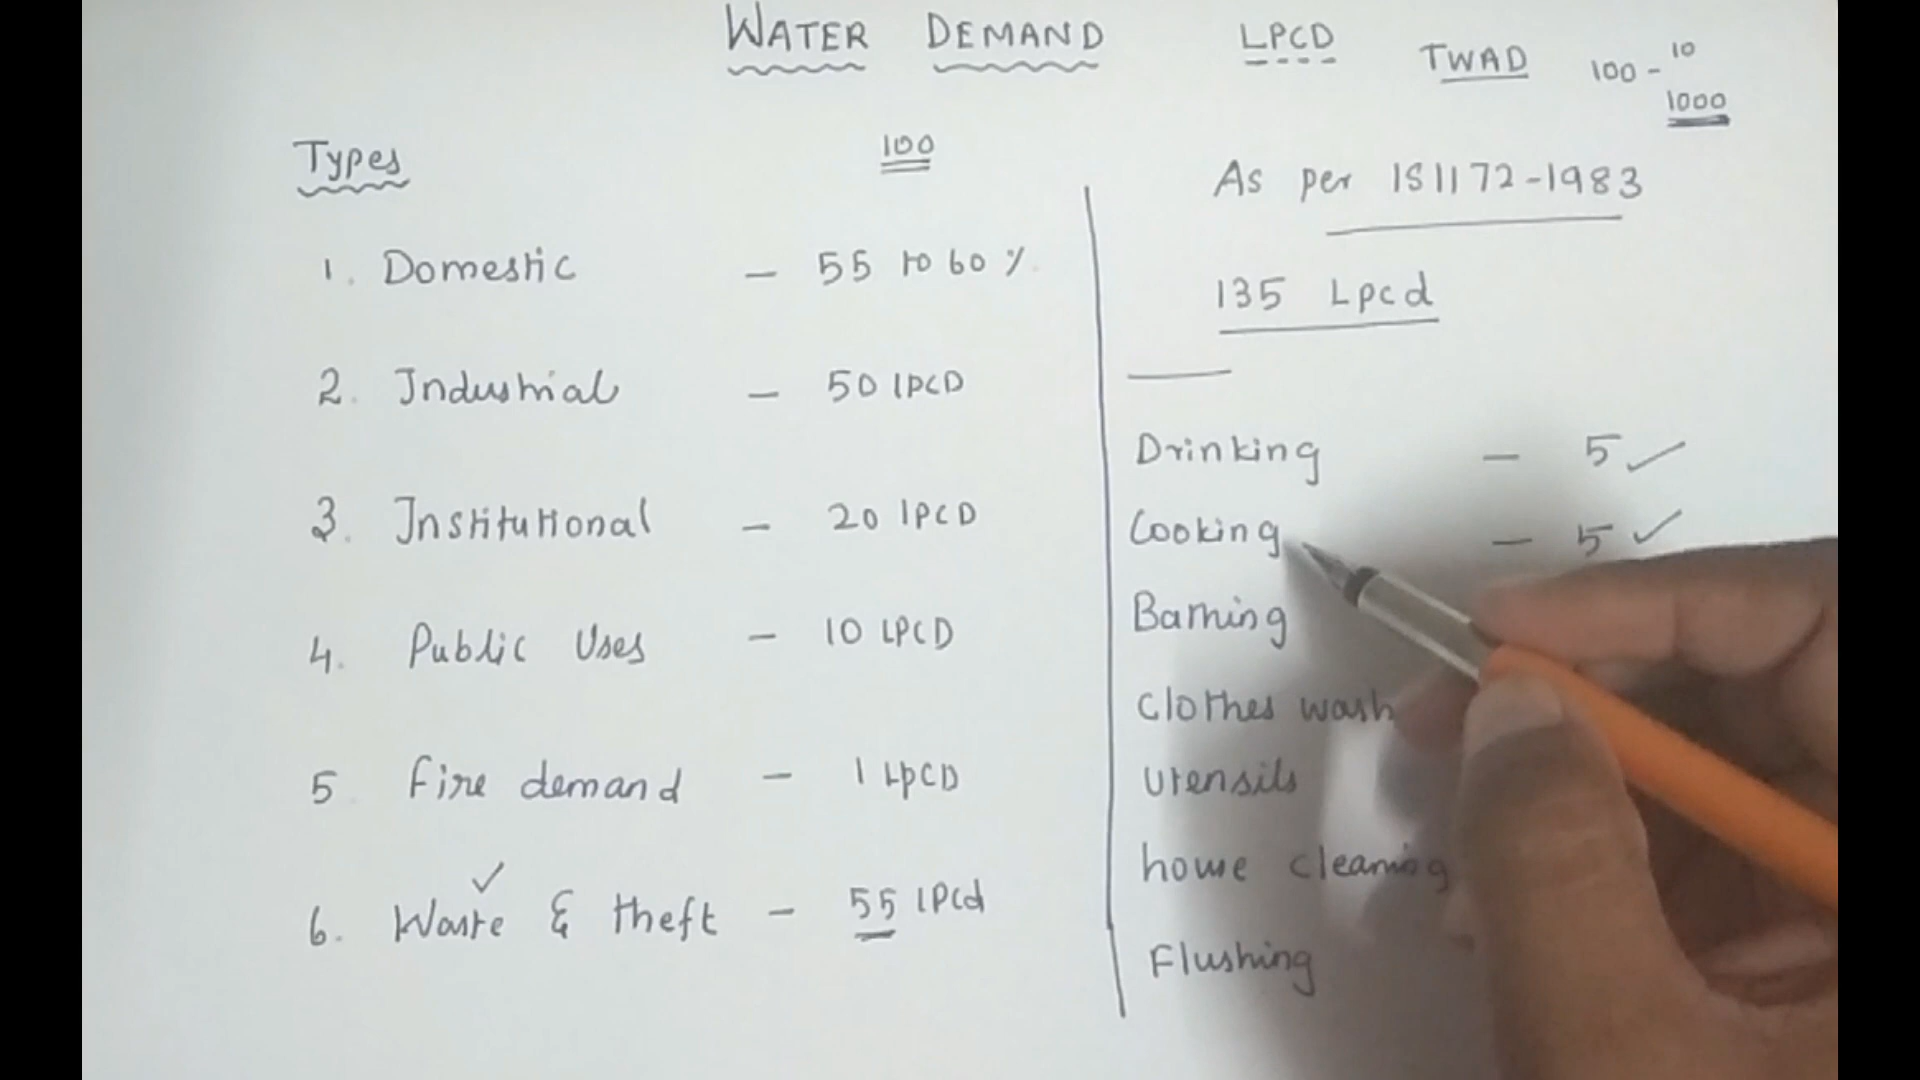 WATER DEMAND LPCD TWAD 100 - 10
1000
Types 100
As per IS1172-1983
1. Domestic - 55 to 60 %
135 Lpcd
2. Industrial - 50 lPCD
Drinking - 5 ✓
3. Institutional - 20 lPCD
Cooking - 5 ✓
Bathing
4. Public Uses - 10 LPCD
Clothes wash
5 Fire demand - 1 LpCD
Utensils
house cleaning
6. Waste & theft - 55 lPcd
Flushing